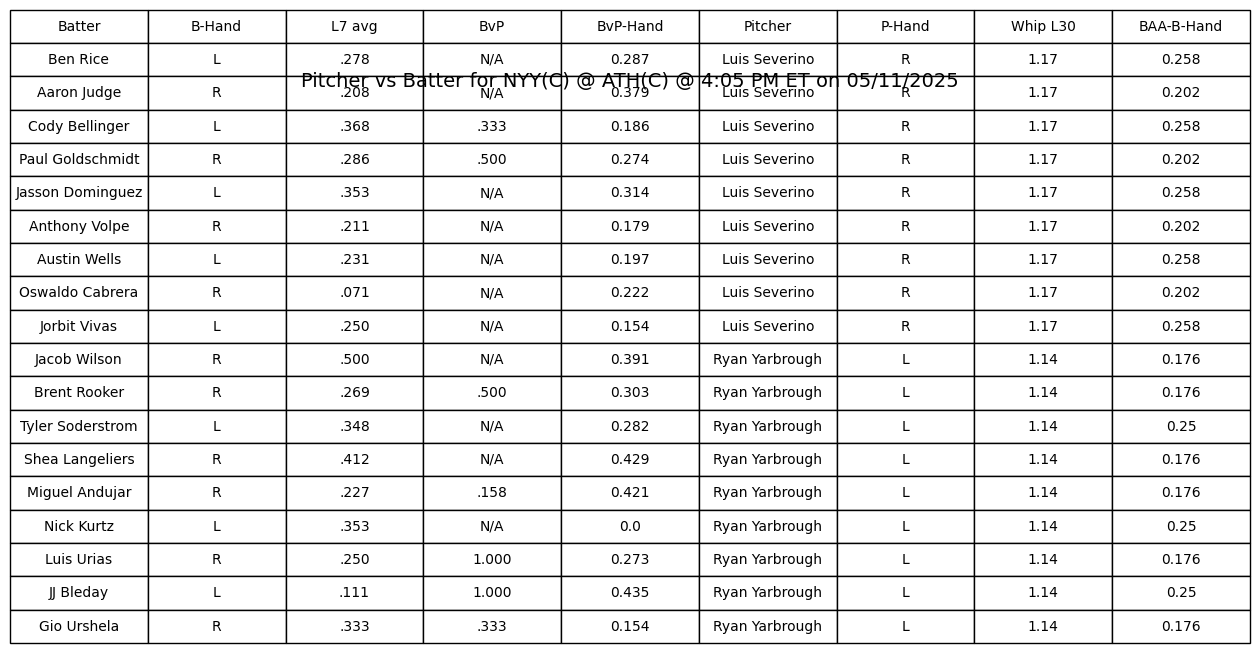 Batter B-Hand L7 avg BvP BvP-Hand Pitcher P-Hand Whip L30 BAA-B-Hand
Ben Rice L .278 N/A 0.287 Luis Severino R 1.17 0.258
Pitcher vs Batter for NYY(C) @ ATH(C) @ 4:05 PM ET on 05/11/2025
Aaron Judge R .208 N/A 0.379 Luis Severino R 1.17 0.202
Cody Bellinger L .368 .333 0.186 Luis Severino R 1.17 0.258
Paul Goldschmidt R .286 .500 0.274 Luis Severino R 1.17 0.202
Jasson Dominguez L .353 N/A 0.314 Luis Severino R 1.17 0.258
Anthony Volpe R .211 N/A 0.179 Luis Severino R 1.17 0.202
Austin Wells L .231 N/A 0.197 Luis Severino R 1.17 0.258
Oswaldo Cabrera R .071 N/A 0.222 Luis Severino R 1.17 0.202
Jorbit Vivas L .250 N/A 0.154 Luis Severino R 1.17 0.258
Jacob Wilson R .500 N/A 0.391 Ryan Yarbrough L 1.14 0.176
Brent Rooker R .269 .500 0.303 Ryan Yarbrough L 1.14 0.176
Tyler Soderstrom L .348 N/A 0.282 Ryan Yarbrough L 1.14 0.25
Shea Langeliers R .412 N/A 0.429 Ryan Yarbrough L 1.14 0.176
Miguel Andujar R .227 .158 0.421 Ryan Yarbrough L 1.14 0.176
Nick Kurtz L .353 N/A 0.0 Ryan Yarbrough L 1.14 0.25
Luis Urias R .250 1.000 0.273 Ryan Yarbrough L 1.14 0.176
JJ Bleday L .111 1.000 0.435 Ryan Yarbrough L 1.14 0.25
Gio Urshela R .333 .333 0.154 Ryan Yarbrough L 1.14 0.176